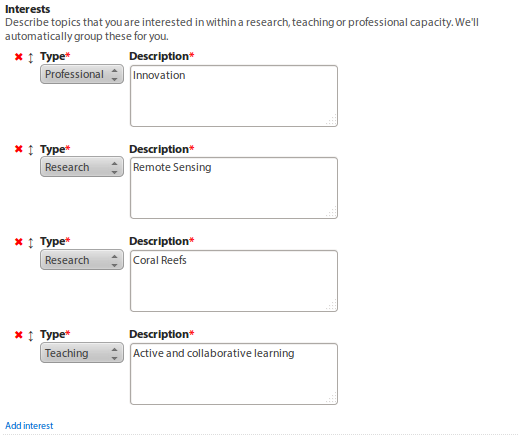 Interests
Describe topics that you are interested in within a research, teaching or professional capacity. We'll
automatically group these for you.
Type* Description*
Professional Innovation
Type* Description*
Research Remote Sensing
Type* Description*
Research Coral Reefs
Type* Description*
Teaching Active and collaborative learning
Add interest